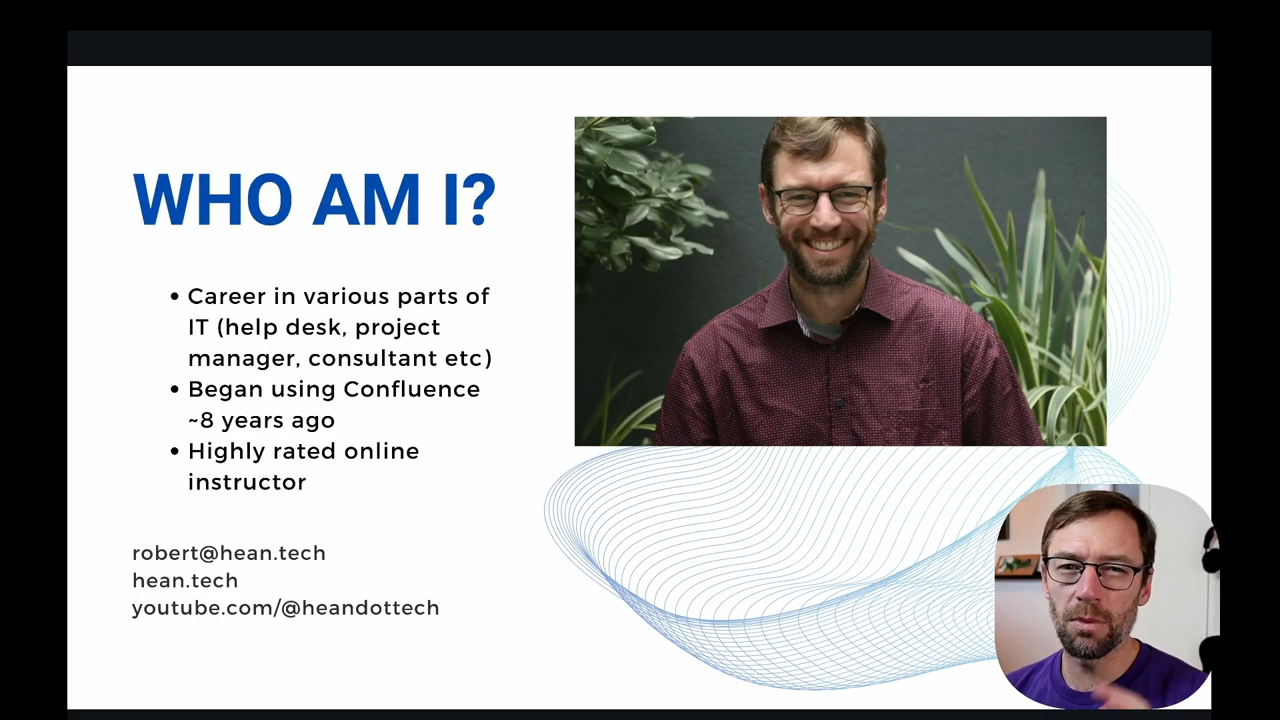 WHO AM I?
• Career in various parts of
IT (help desk, project
manager, consultant etc)
• Began using Confluence
~8 years ago
• Highly rated online
instructor
robert@hean.tech
hean.tech
youtube.com/@heandottech